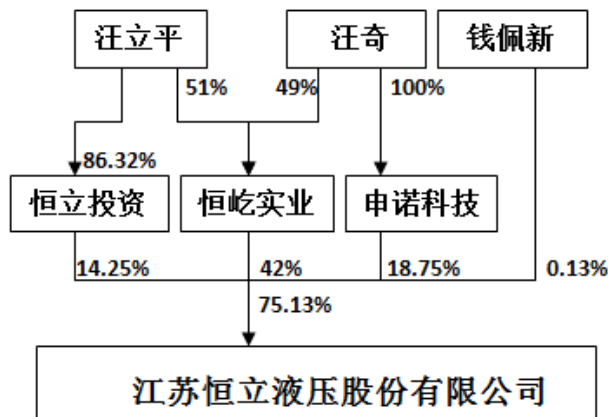 汪立平
汪奇
钱佩新
51%
49%
100%
86.32%
恒立投资
恒屹实业
申诺科技
14.25%
42%
18.75%
0.13%
75.13%
江苏恒立液压股份有限公司